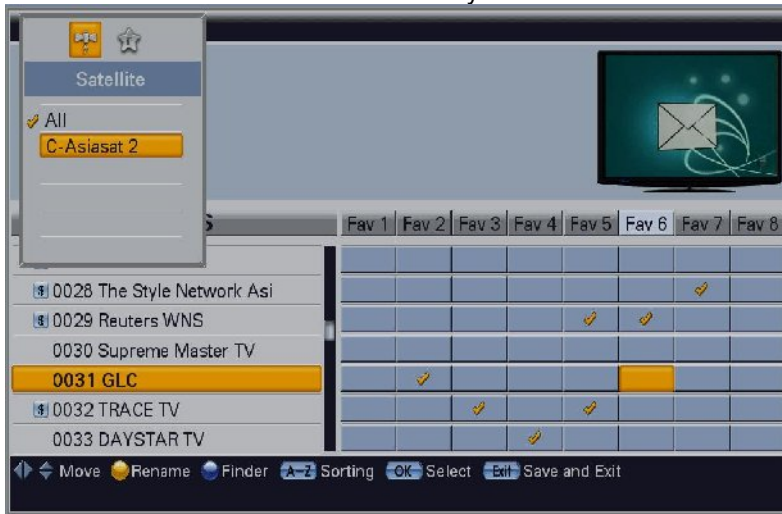 Satellite
All
C-Asiasat 2
Fav 1 Fav 2 Fav 3 Fav 4 Fav 5 Fav 6 Fav 7 Fav 8
$ 0028 The Style Network Asi
$ 0029 Reuters WNS
0030 Supreme Master TV
0031 GLC
$ 0032 TRACE TV
0033 DAYSTAR TV
Move Rename Finder A-Z Sorting OK Select Exit Save and Exit